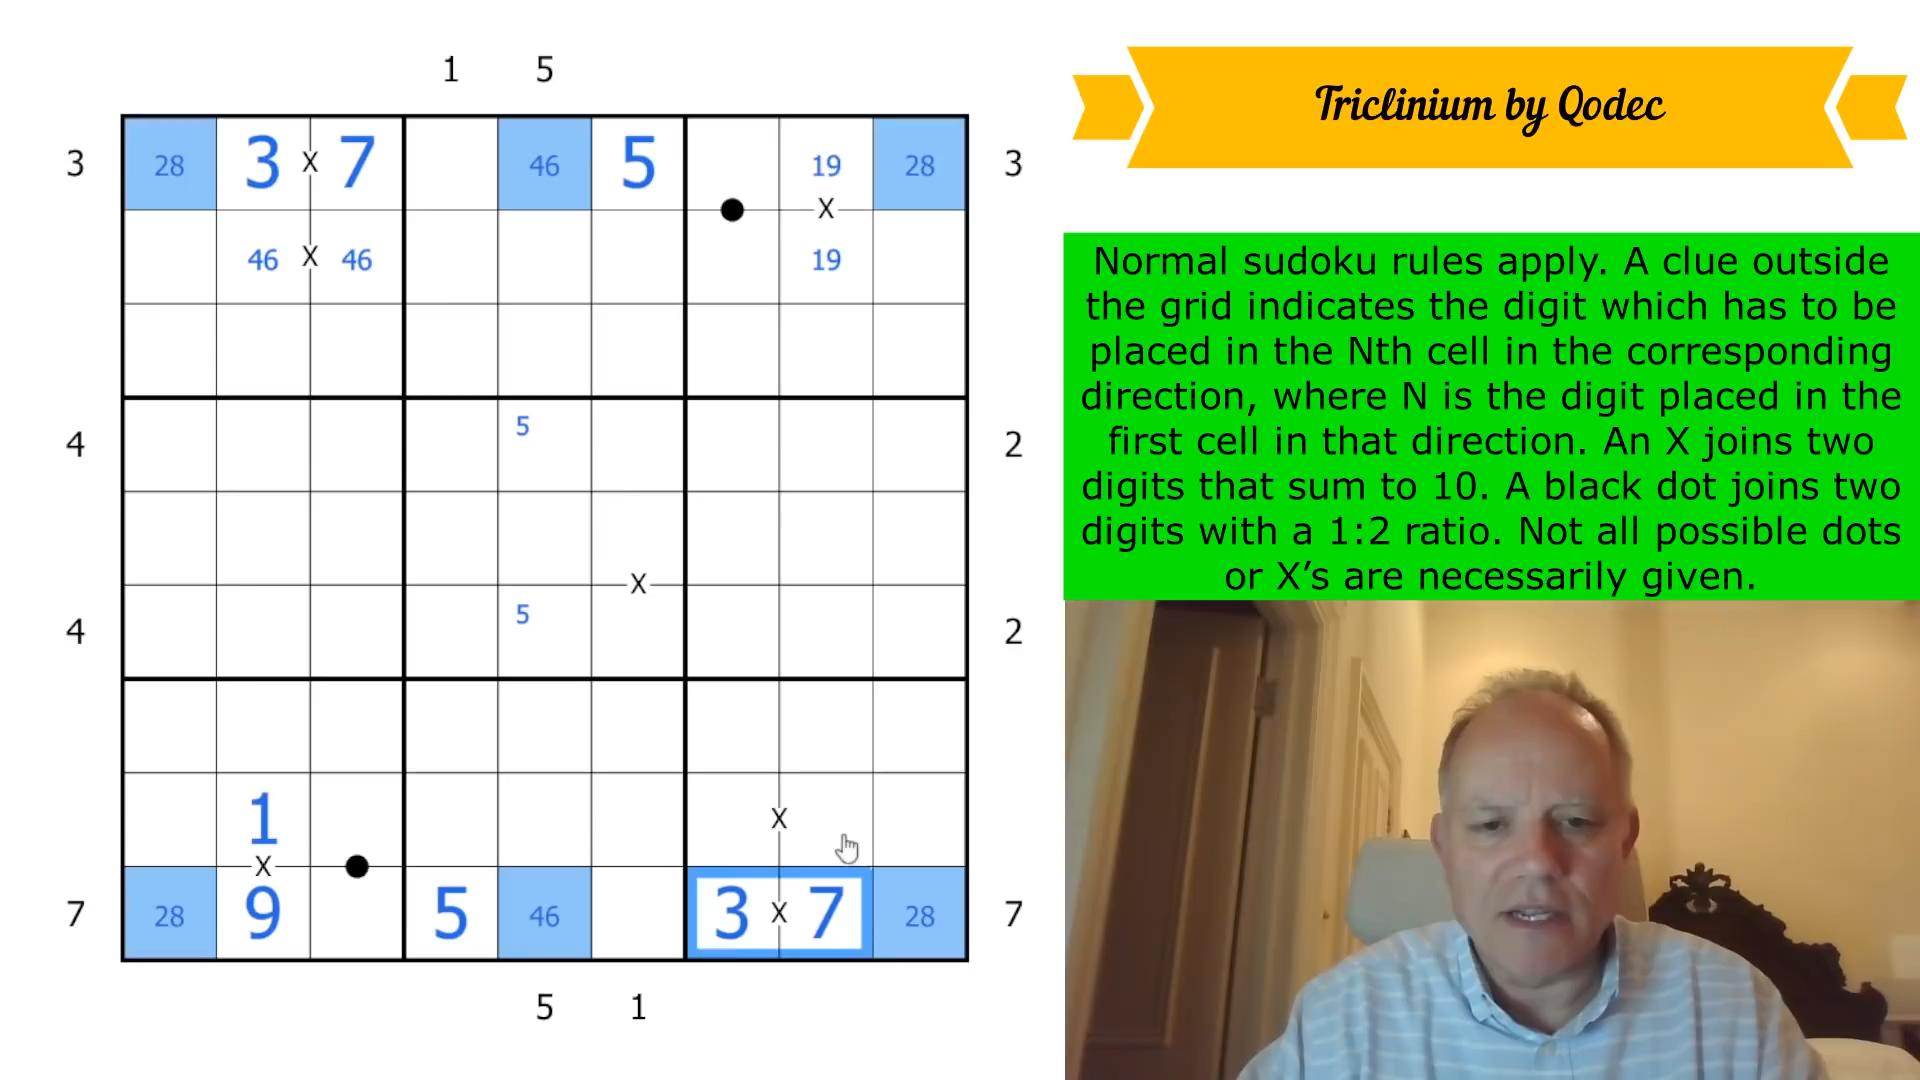 1 5
Triclinium by Qodec
3 28 3 X 7 46 5 19 28 3
X
46 X 46 19
Normal sudoku rules apply. A clue outside
the grid indicates the digit which has to be
placed in the Nth cell in the corresponding
direction, where N is the digit placed in the
first cell in that direction. An X joins two
digits that sum to 10. A black dot joins two
digits with a 1:2 ratio. Not all possible dots
or X’s are necessarily given.
4 5 2
X
4 5 2
1 X
X
7 28 9 5 46 3 X 7 28 7
5 1